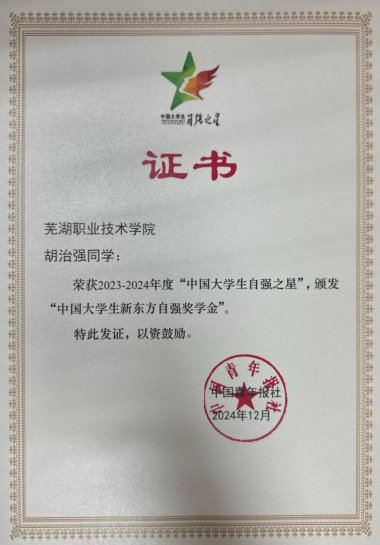 中国大学生
自强之星
证书
芜湖职业技术学院
胡治强同学：
荣获2023-2024年度“中国大学生自强之星”，颁发
“中国大学生新东方自强奖学金”。
特此发证，以资鼓励。
中国青年报社
中国青年报社
2024年12月